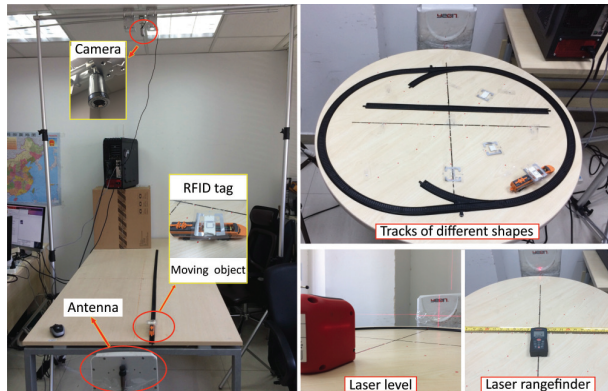 Camera
RFID tag
Moving object
Antenna
Tracks of different shapes
Laser level
Laser rangefinder